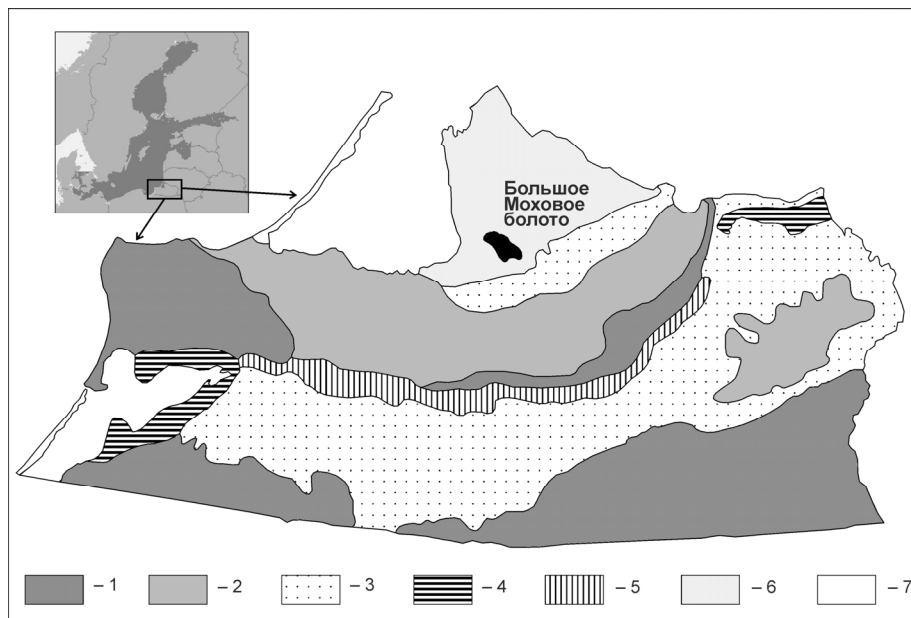 Большое
Моховое
болото
– 1
– 2
– 3
– 4
– 5
– 6
– 7